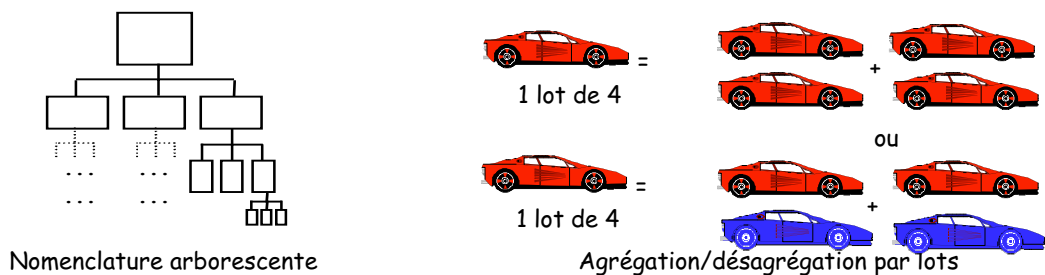 =
+
1 lot de 4
ou
=
+
1 lot de 4
... ...
... ...
Nomenclature arborescente
Agrégation/désagrégation par lots